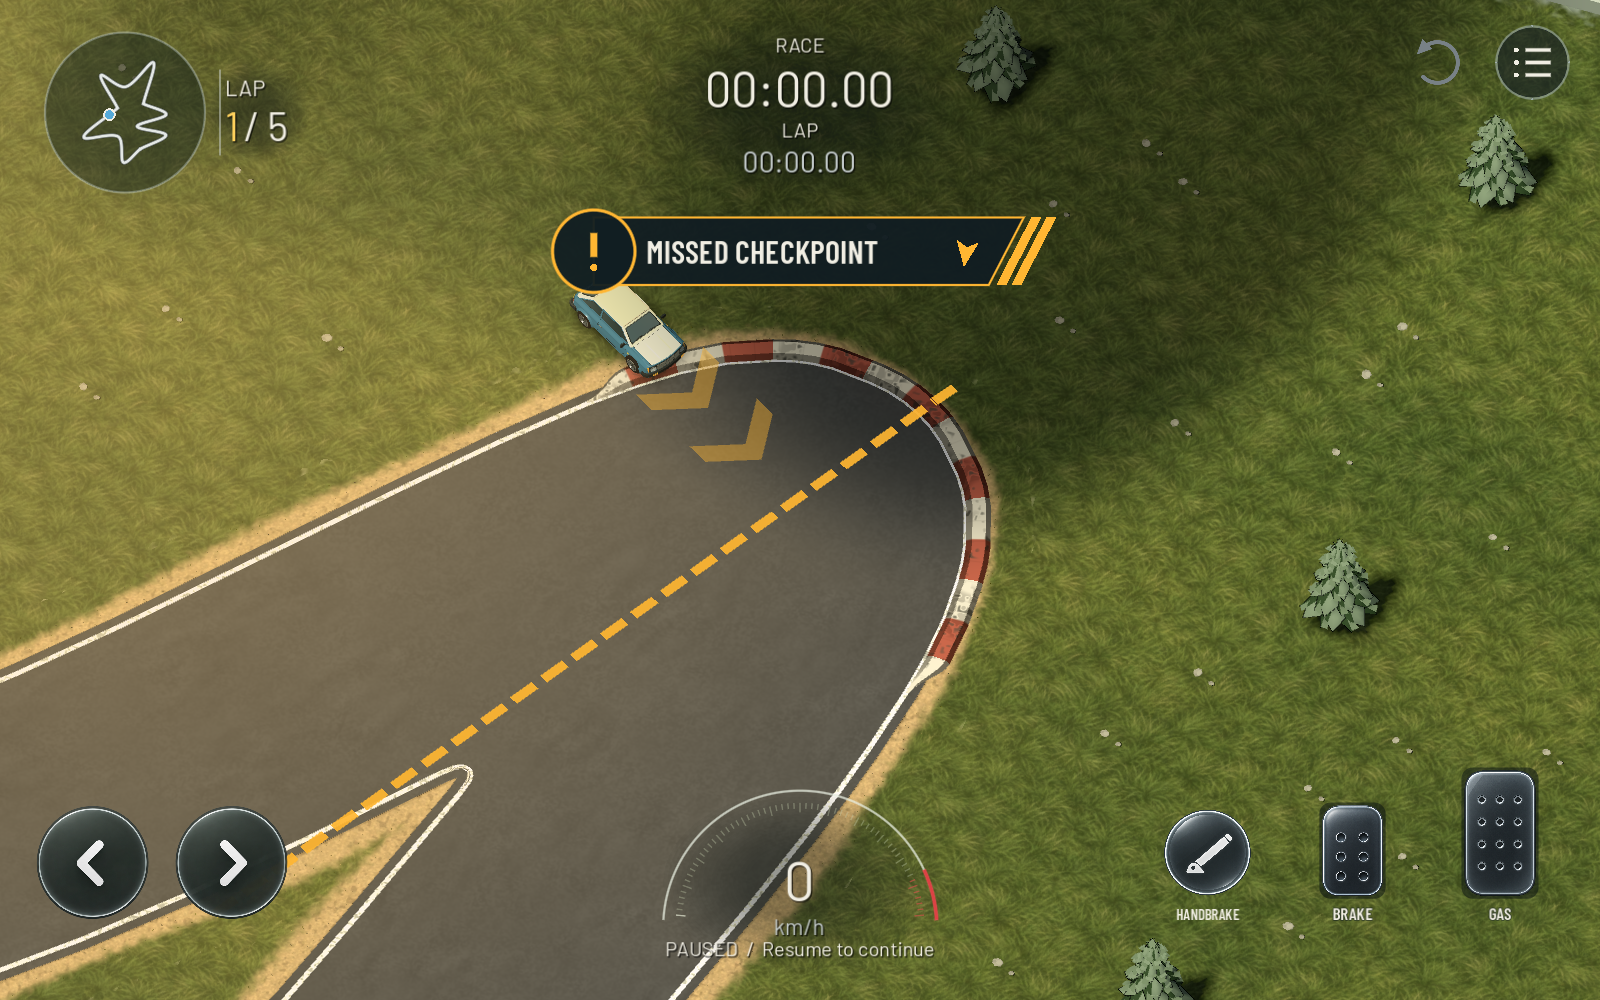 LAP
1/ 5
RACE
00:00.00
LAP
00:00.00
! MISSED CHECKPOINT
0
km/h
PAUSED / Resume to continue
HANDBRAKE
BRAKE
GAS